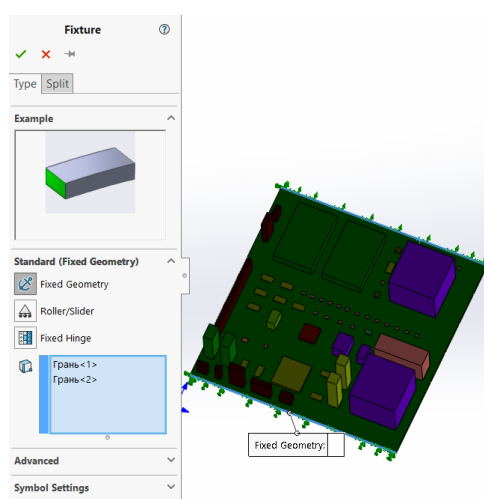 Fixture
Type
Split
Example
Standard (Fixed Geometry)
Fixed Geometry
Roller/Slider
Fixed Hinge
Грань<1>
Грань<2>
Fixed Geometry:
Advanced
Symbol Settings